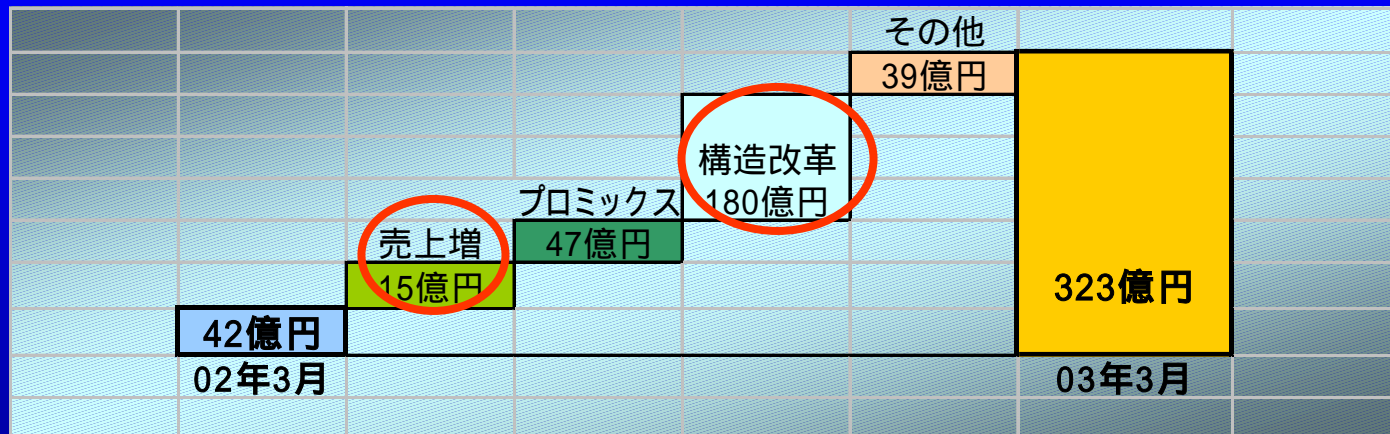 その他
39億円
構造改革
180億円
プロミックス
47億円
売上増
15億円
323億円
42億円
02年3月
03年3月